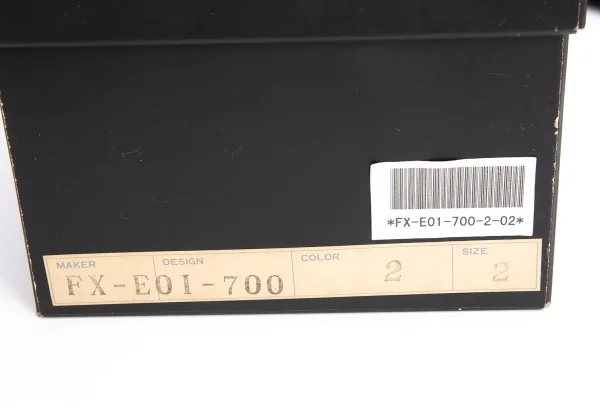 *FX-E01-700-2-02*
MAKER DESIGN COLOR SIZE
FX-E01-700 2 2